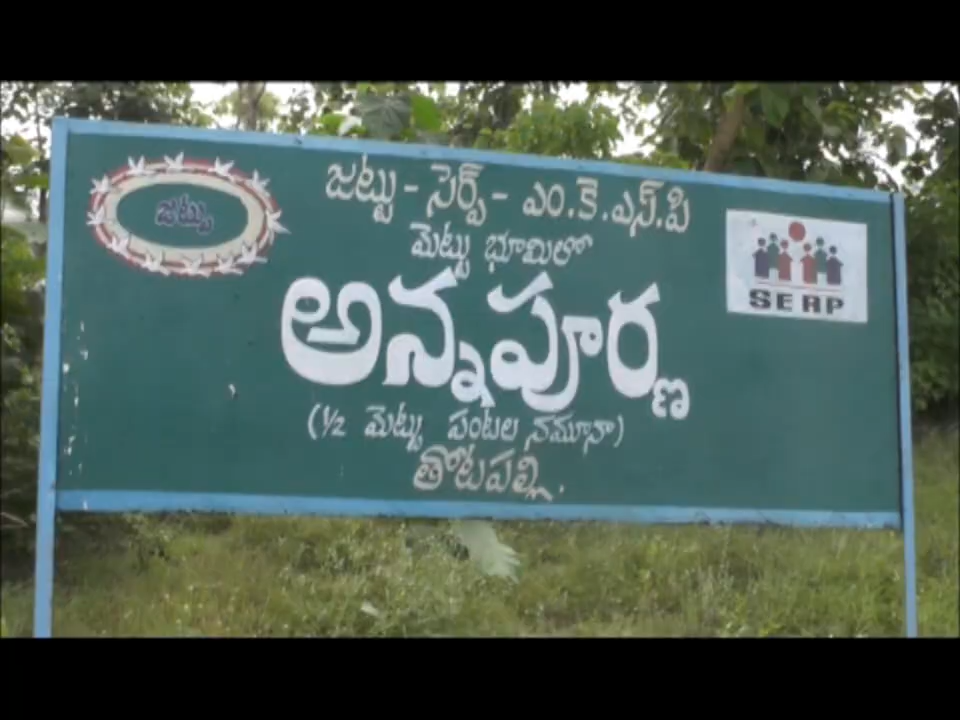 జట్టు
జట్టు - సెర్ప్ - ఎం.కె.ఎస్.పి
మెట్టు భూమిలో
అన్నపూర్ణ
(1/2 మెట్టు పంటల నమూనా)
తోటపల్లి.
SERP